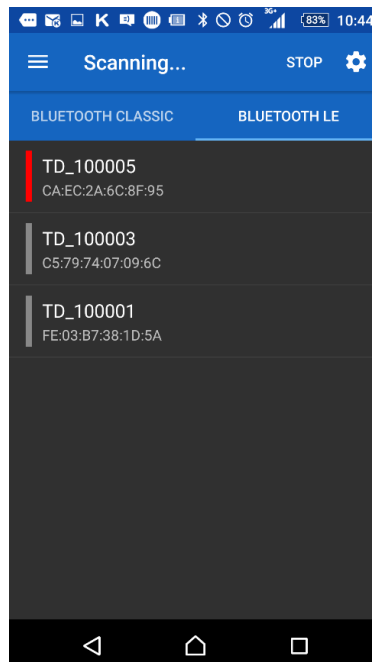 3G+ 83% 10:44
Scanning... STOP
BLUETOOTH CLASSIC BLUETOOTH LE
TD_100005
CA:EC:2A:6C:8F:95
TD_100003
C5:79:74:07:09:6C
TD_100001
FE:03:B7:38:1D:5A